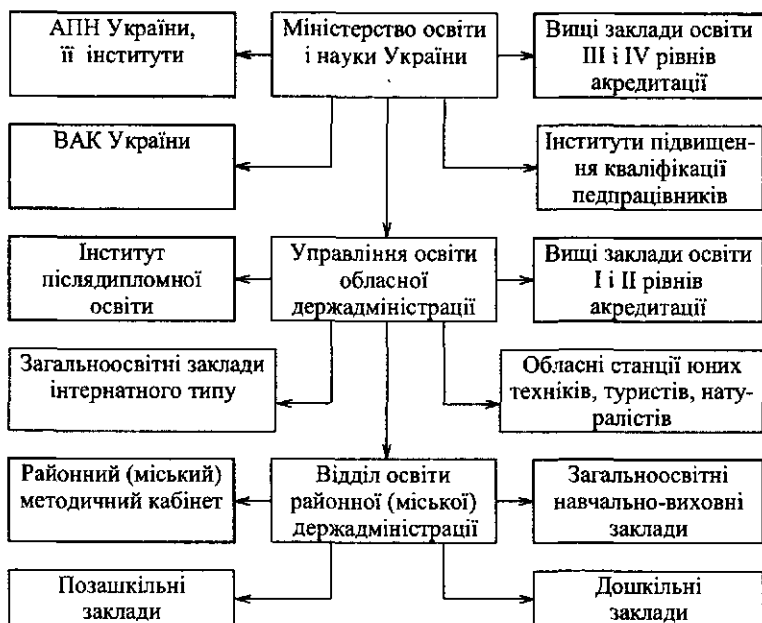 АПН України,
її інститути
Міністерство освіти
і науки України
Вищі заклади освіти
III і IV рівнів
акредитації
ВАК України
Інститути підвищен-
ня кваліфікації
педпрацівників
Інститут
післядипломної
освіти
Управління освіти
обласної
держадміністрації
Вищі заклади освіти
I і II рівнів
акредитації
Загальноосвітні заклади
інтернатного типу
Обласні станції юних
техніків, туристів, нату-
ралістів
Районний (міський)
методичний кабінет
Відділ освіти
районної (міської)
держадміністрації
Загальноосвітні
навчально-виховні
заклади
Позашкільні
заклади
Дошкільні
заклади